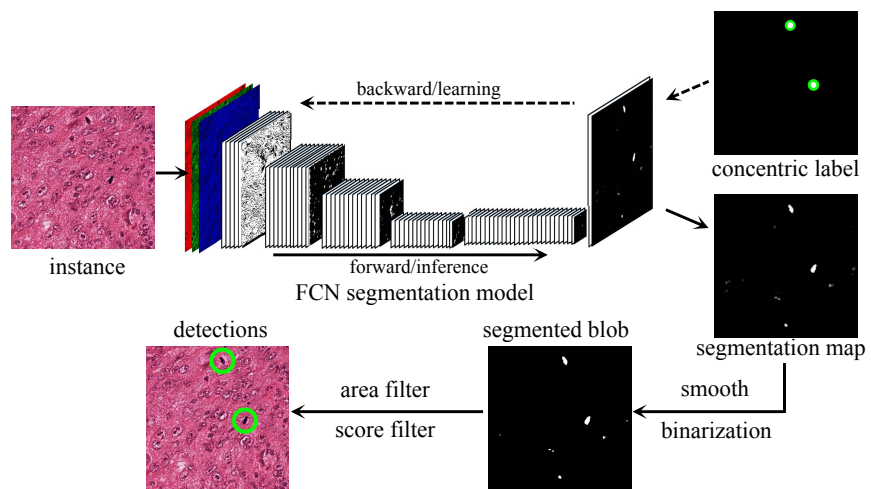 backward/learning
concentric label
instance
forward/inference
FCN segmentation model
segmentation map
detections
segmented blob
area filter
smooth
score filter
binarization